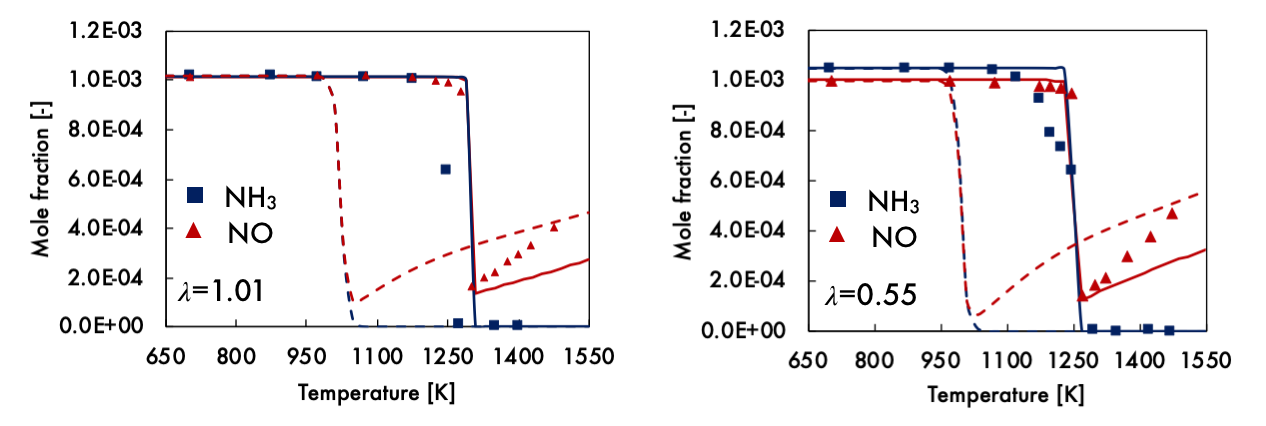 1.2E-03
1.0E-03
8.0E-04
6.0E-04
4.0E-04
2.0E-04
0.0E+00
Mole fraction [-]
NH₃
NO
λ=1.01
650 800 950 1100 1250 1400 1550
Temperature [K]
1.2E-03
1.0E-03
8.0E-04
6.0E-04
4.0E-04
2.0E-04
0.0E+00
Mole fraction [-]
NH₃
NO
λ=0.55
650 800 950 1100 1250 1400 1550
Temperature [K]